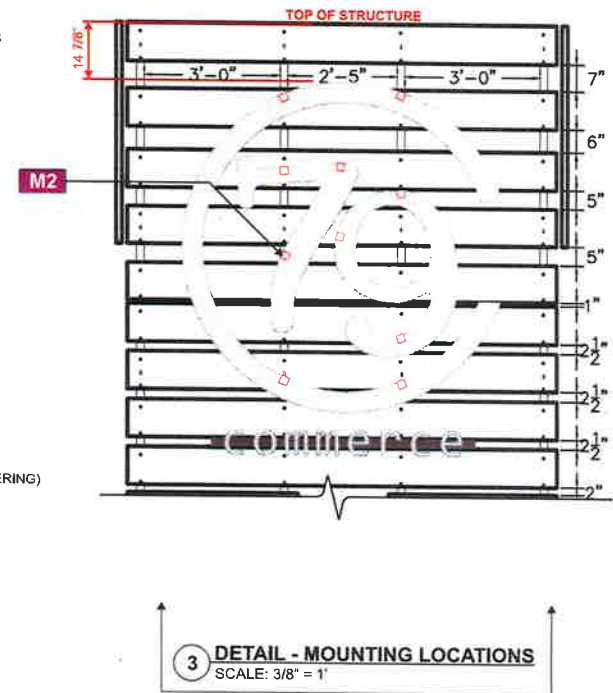 TOP OF STRUCTURE
14 7/8"
3'-0" 2'-5" 3'-0"
7"
6"
5"
M2
5"
79
1"
2 1/2"
2 1/2"
2 1/2"
commerce
2"
ERING)
3 DETAIL - MOUNTING LOCATIONS
SCALE: 3/8" = 1'